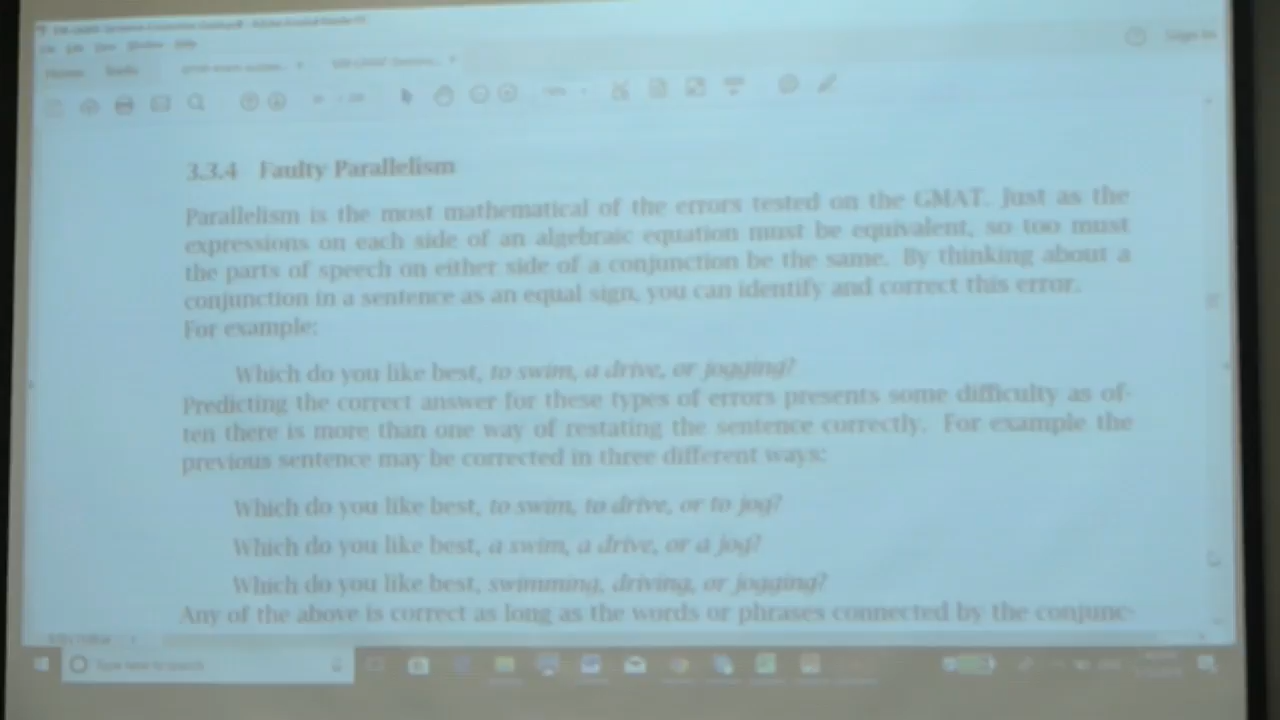 3.3.4 Faulty Parallelism
Parallelism is the most mathematical of the errors tested on the GMAT. Just as the
expressions on each side of an algebraic equation must be equivalent, so too must
the parts of speech on either side of a conjunction be the same. By thinking about a
conjunction in a sentence as an equal sign, you can identify and correct this error.
For example:
Which do you like best, to swim, a drive, or jogging?
Predicting the correct answer for these types of errors presents some difficulty as of-
ten there is more than one way of restating the sentence correctly. For example the
previous sentence may be corrected in three different ways:
Which do you like best, to swim, to drive, or to jog?
Which do you like best, a swim, a drive, or a jog?
Which do you like best, swimming, driving, or jogging?
Any of the above is correct as long as the words or phrases connected by the conjunc-
Type here to search